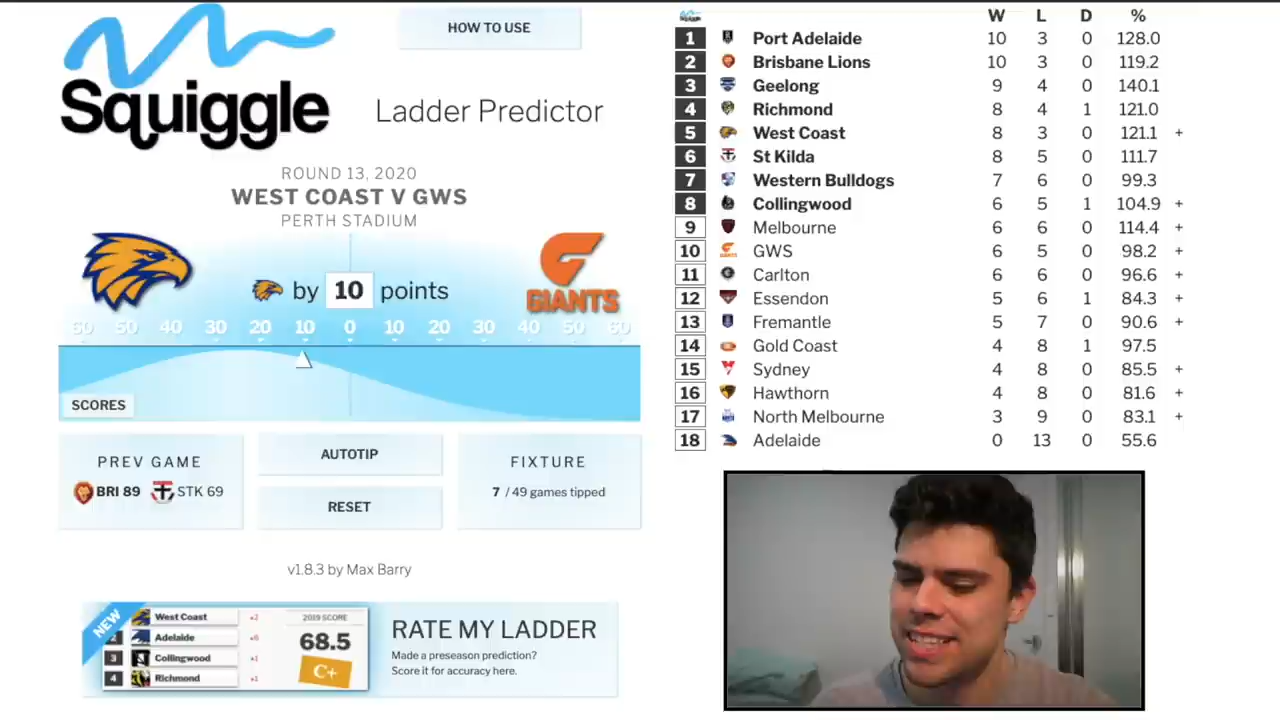 HOW TO USE
Squiggle
Ladder Predictor
ROUND 13, 2020
WEST COAST V GWS
PERTH STADIUM
GIANTS
by 10 points
60 50 40 30 20 10 0 10 20 30 40 50 60
SCORES
PREV GAME
BRI 89 STK 69
AUTOTIP
RESET
FIXTURE
7 / 49 games tipped
v1.8.3 by Max Barry
NEW
West Coast +2
2 Adelaide +6
3 Collingwood +1
4 Richmond +1
2019 SCORE
68.5
C+
RATE MY LADDER
Made a preseason prediction?
Score it for accuracy here.
Squiggle W L D %
1 Port Adelaide 10 3 0 128.0
2 Brisbane Lions 10 3 0 119.2
3 Geelong 9 4 0 140.1
4 Richmond 8 4 1 121.0
5 West Coast 8 3 0 121.1 +
6 St Kilda 8 5 0 111.7
7 Western Bulldogs 7 6 0 99.3
8 Collingwood 6 5 1 104.9 +
9 Melbourne 6 6 0 114.4 +
10 GWS 6 5 0 98.2 +
11 Carlton 6 6 0 96.6 +
12 Essendon 5 6 1 84.3 +
13 Fremantle 5 7 0 90.6 +
14 Gold Coast 4 8 1 97.5
15 Sydney 4 8 0 85.5 +
16 Hawthorn 4 8 0 81.6 +
17 North Melbourne 3 9 0 83.1 +
18 Adelaide 0 13 0 55.6